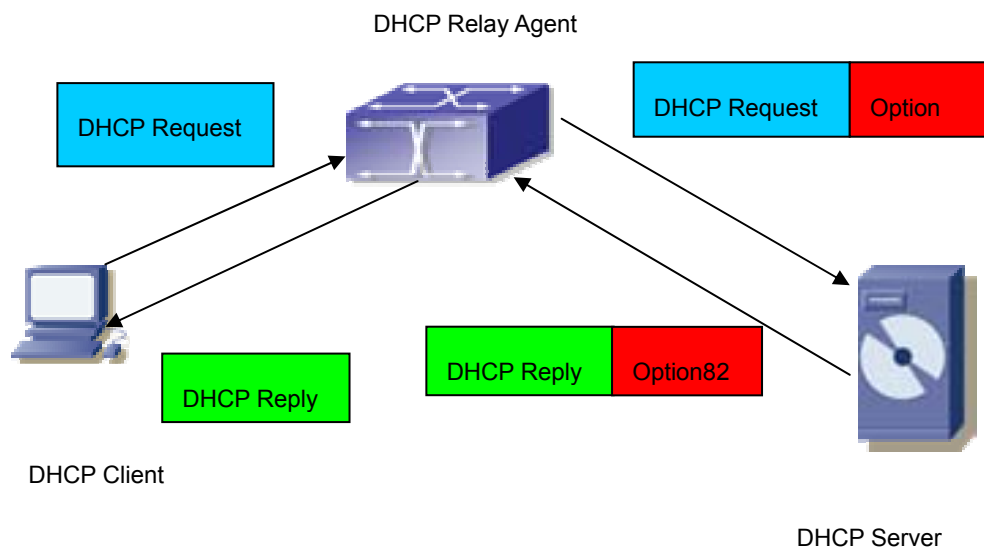 DHCP Relay Agent
DHCP Request
DHCP Request Option
DHCP Reply
DHCP Reply Option82
DHCP Client
DHCP Server